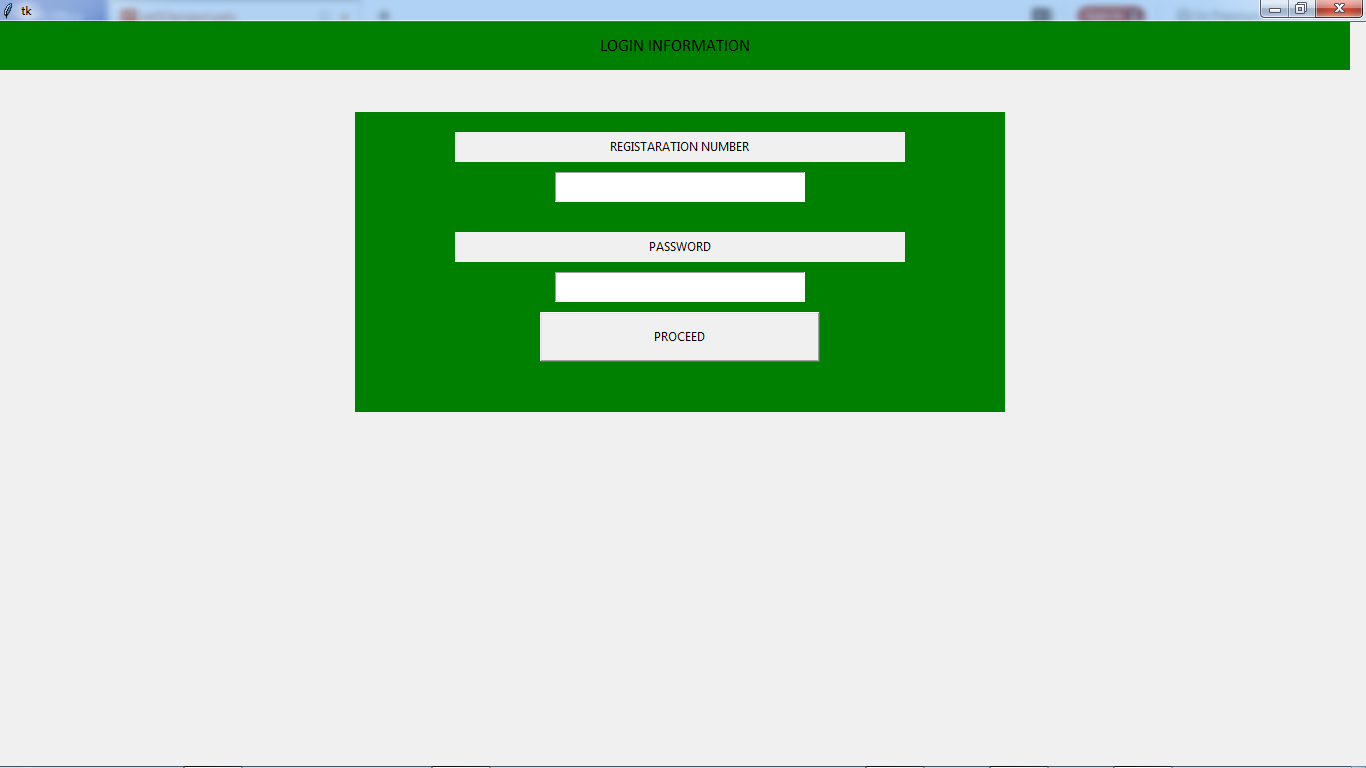 tk
LOGIN INFORMATION
REGISTARATION NUMBER
PASSWORD
PROCEED